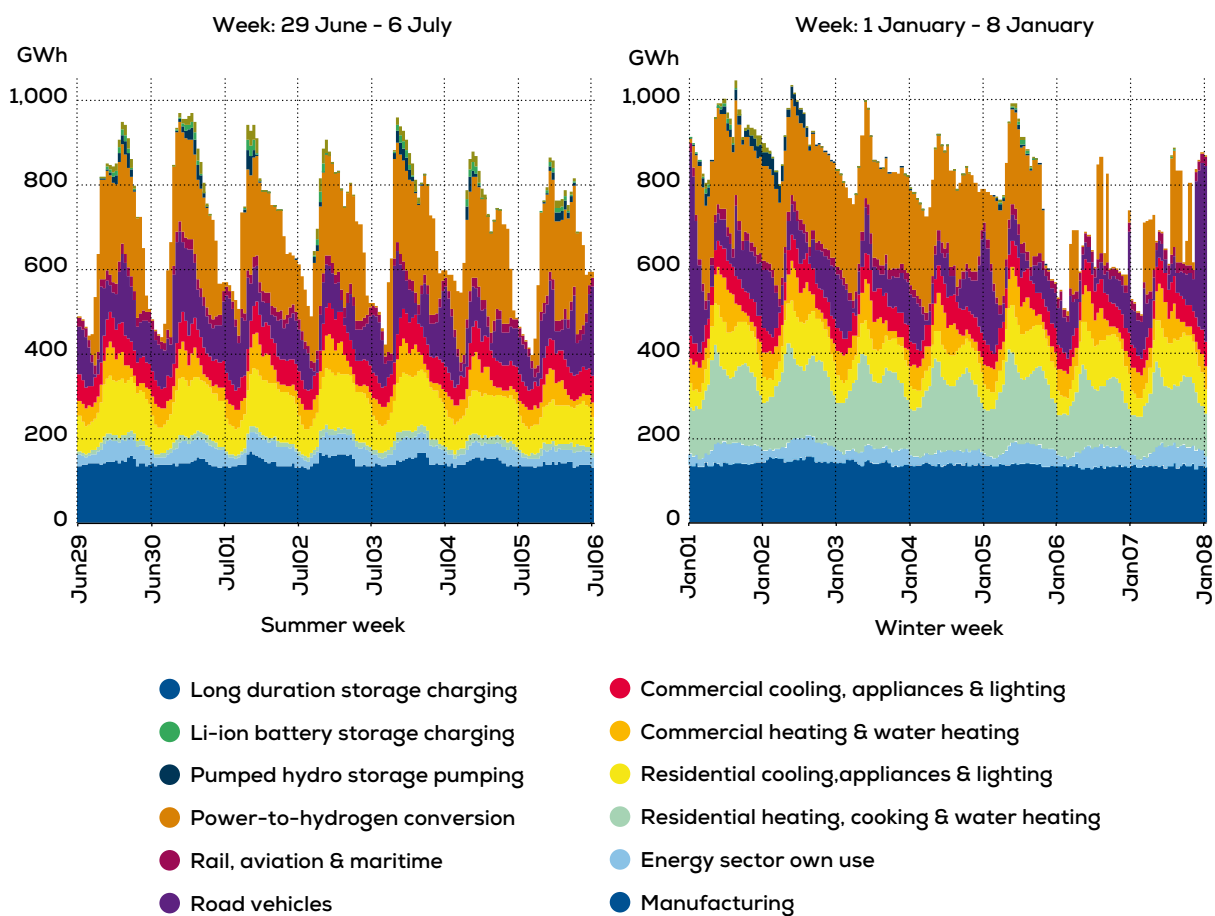 Week: 29 June - 6 July
Week: 1 January - 8 January
GWh
1,000
800
600
400
200
0
Jun29
Jun30
Jul01
Jul02
Jul03
Jul04
Jul05
Jul06
Summer week
GWh
1,000
800
600
400
200
0
Jan01
Jan02
Jan03
Jan04
Jan05
Jan06
Jan07
Jan08
Winter week
Long duration storage charging
Li-ion battery storage charging
Pumped hydro storage pumping
Power-to-hydrogen conversion
Rail, aviation & maritime
Road vehicles
Commercial cooling, appliances & lighting
Commercial heating & water heating
Residential cooling,appliances & lighting
Residential heating, cooking & water heating
Energy sector own use
Manufacturing